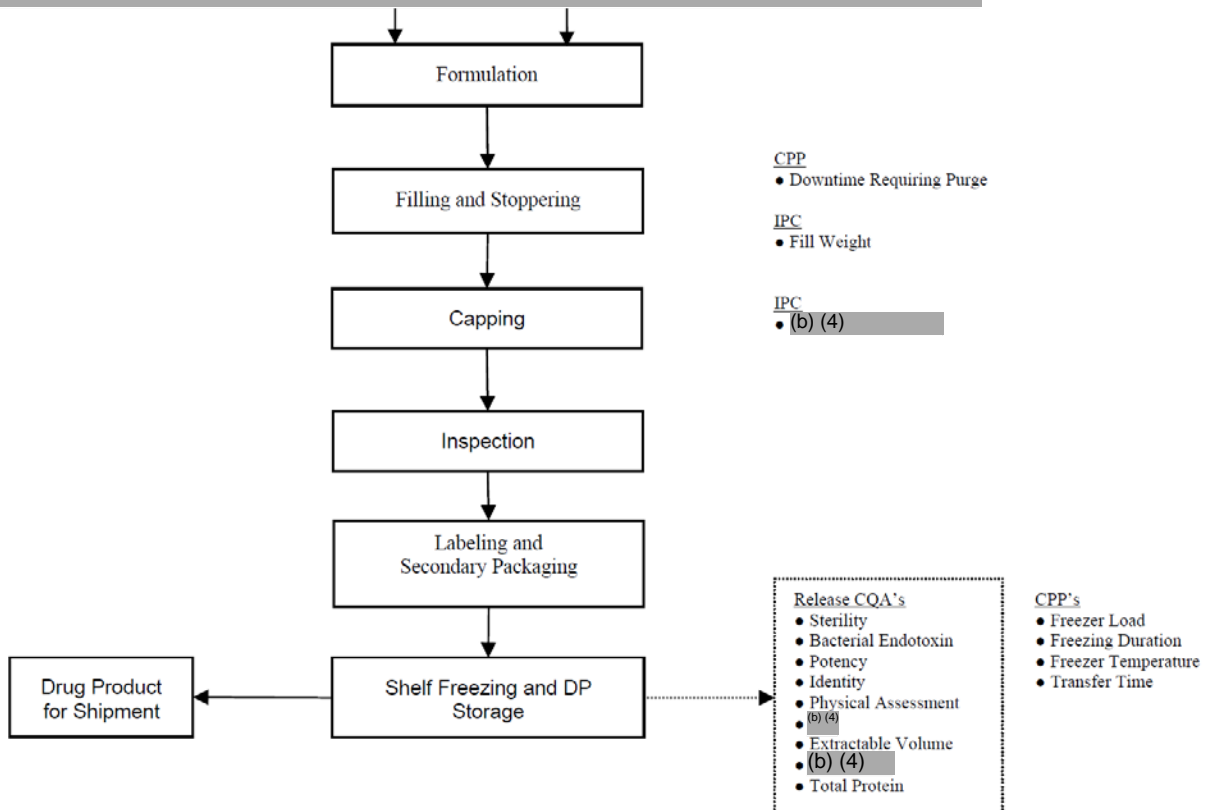 Formulation
CPP
● Downtime Requiring Purge
Filling and Stoppering
IPC
● Fill Weight
Capping
IPC
● (b) (4)
Inspection
Labeling and
Secondary Packaging
Drug Product
for Shipment
Shelf Freezing and DP
Storage
Release CQA's
● Sterility
● Bacterial Endotoxin
● Potency
● Identity
● Physical Assessment
● (b) (4)
● Extractable Volume
● (b) (4)
● Total Protein
CPP's
● Freezer Load
● Freezing Duration
● Freezer Temperature
● Transfer Time